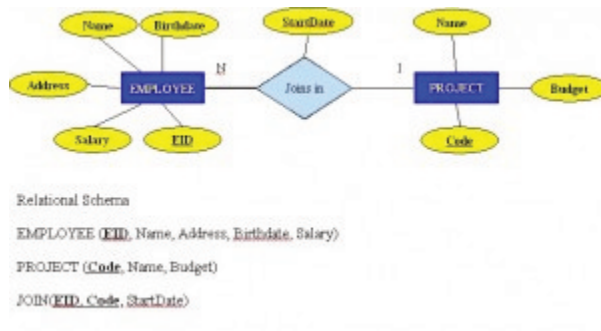 Name Birthdate StartDate Name
N 1
Address EMPLOYEE Joins in PROJECT Budget
Salary EID Code
Relational Schema
EMPLOYEE (EID, Name, Address, Birthdate, Salary)
PROJECT (Code, Name, Budget)
JOIN(EID, Code, StartDate)